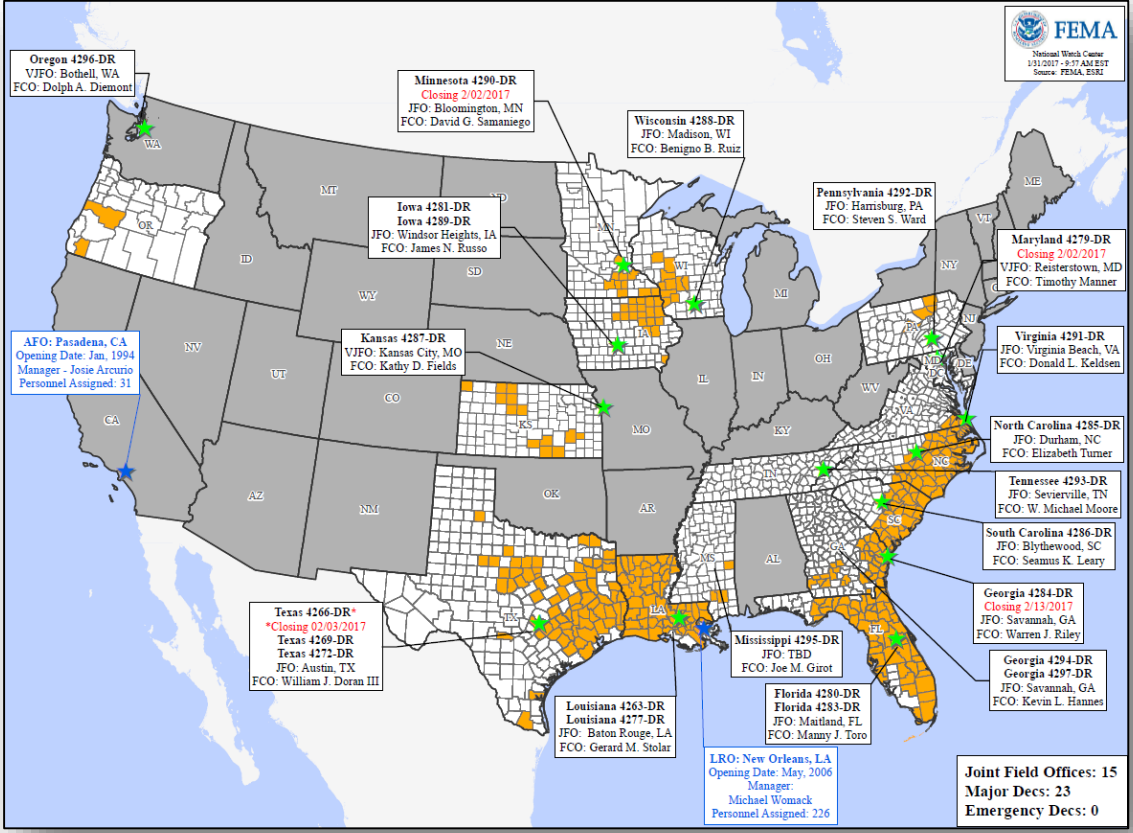 FEMA
National Watch Center
1/31/2017 - 9:57 AM EST
Source: FEMA, ESRI
Oregon 4296-DR
VJFO: Bothell, WA
FCO: Dolph A. Diemont
Minnesota 4290-DR
Closing 2/02/2017
JFO: Bloomington, MN
FCO: David G. Samaniego
Wisconsin 4288-DR
JFO: Madison, WI
FCO: Benigno B. Ruiz
Pennsylvania 4292-DR
JFO: Harrisburg, PA
FCO: Steven S. Ward
Iowa 4281-DR
Iowa 4289-DR
JFO: Windsor Heights, IA
FCO: James N. Russo
Maryland 4279-DR
Closing 2/02/2017
VJFO: Reisterstown, MD
FCO: Timothy Manner
AFO: Pasadena, CA
Opening Date: Jan, 1994
Manager - Josie Arcurio
Personnel Assigned: 31
Kansas 4287-DR
VJFO: Kansas City, MO
FCO: Kathy D. Fields
Virginia 4291-DR
JFO: Virginia Beach, VA
FCO: Donald L. Keldsen
North Carolina 4285-DR
JFO: Durham, NC
FCO: Elizabeth Turner
Tennessee 4293-DR
JFO: Sevierville, TN
FCO: W. Michael Moore
South Carolina 4286-DR
JFO: Blythewood, SC
FCO: Seamus K. Leary
Georgia 4284-DR
Closing 2/13/2017
JFO: Savannah, GA
FCO: Warren J. Riley
Georgia 4294-DR
Georgia 4297-DR
JFO: Savannah, GA
FCO: Kevin L. Hannes
Texas 4266-DR*
*Closing 02/03/2017
Texas 4269-DR
Texas 4272-DR
JFO: Austin, TX
FCO: William J. Doran III
Mississippi 4295-DR
JFO: TBD
FCO: Joe M. Girot
Florida 4280-DR
Florida 4283-DR
JFO: Maitland, FL
FCO: Manny J. Toro
Louisiana 4263-DR
Louisiana 4277-DR
JFO: Baton Rouge, LA
FCO: Gerard M. Stolar
LRO: New Orleans, LA
Opening Date: May, 2006
Manager:
Michael Womack
Personnel Assigned: 226
Joint Field Offices: 15
Major Decs: 23
Emergency Decs: 0
WA
MT
ND
MN
ME
VT
OR
ID
SD
WI
NY
WY
MI
NV
UT
NE
IA
PA
NJ
CA
CO
KS
MO
IL
IN
OH
WV
MD
DE
DC
VA
KY
AZ
NM
OK
AR
TN
NC
SC
TX
LA
MS
AL
GA
FL